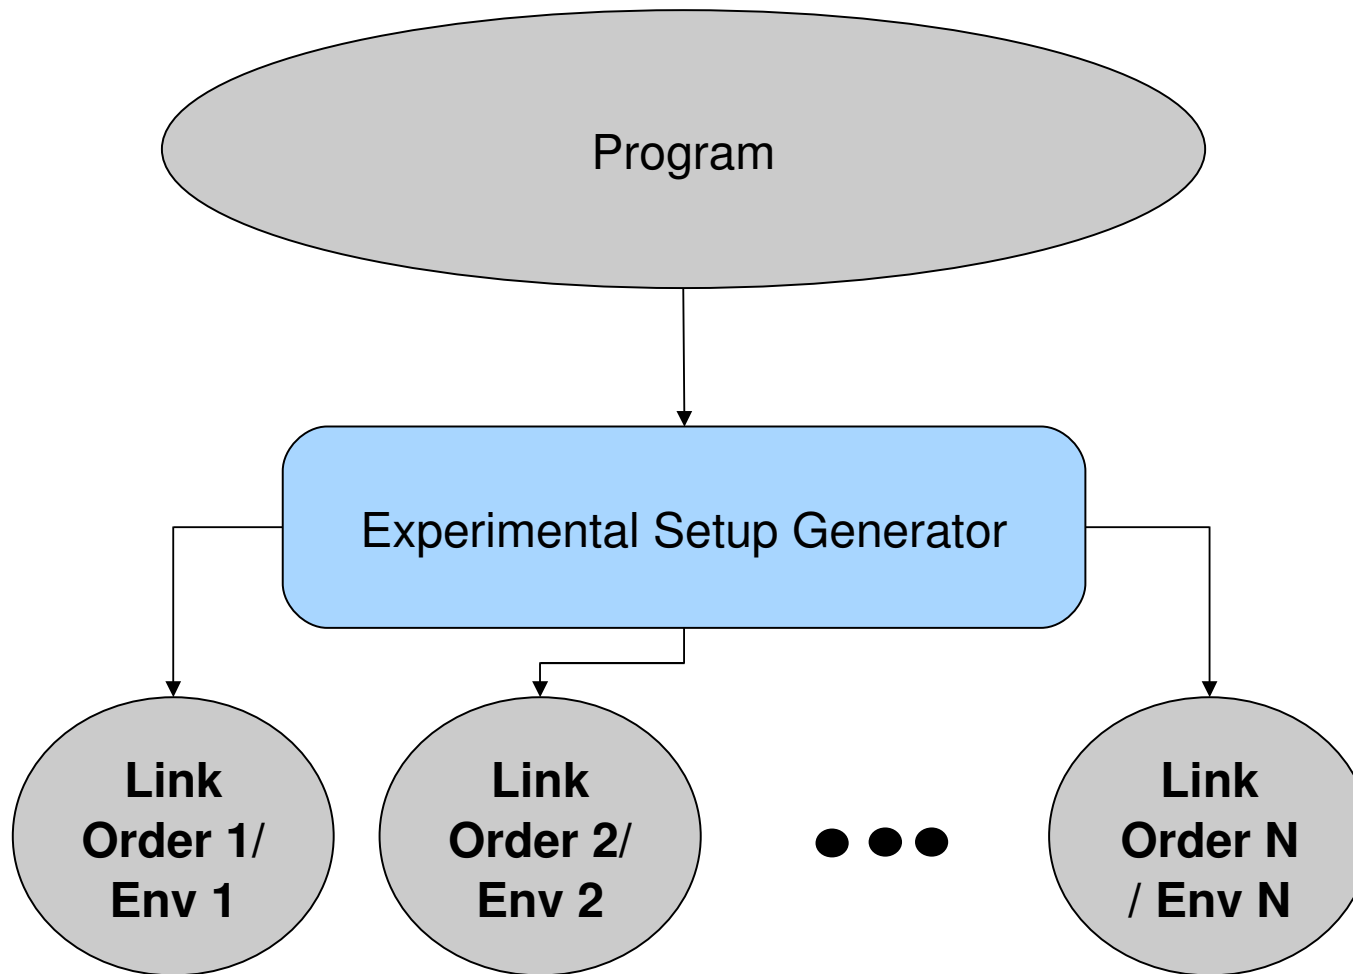 Program
Experimental Setup Generator
Link
Order 1/
Env 1
Link
Order 2/
Env 2
Link
Order N
/ Env N